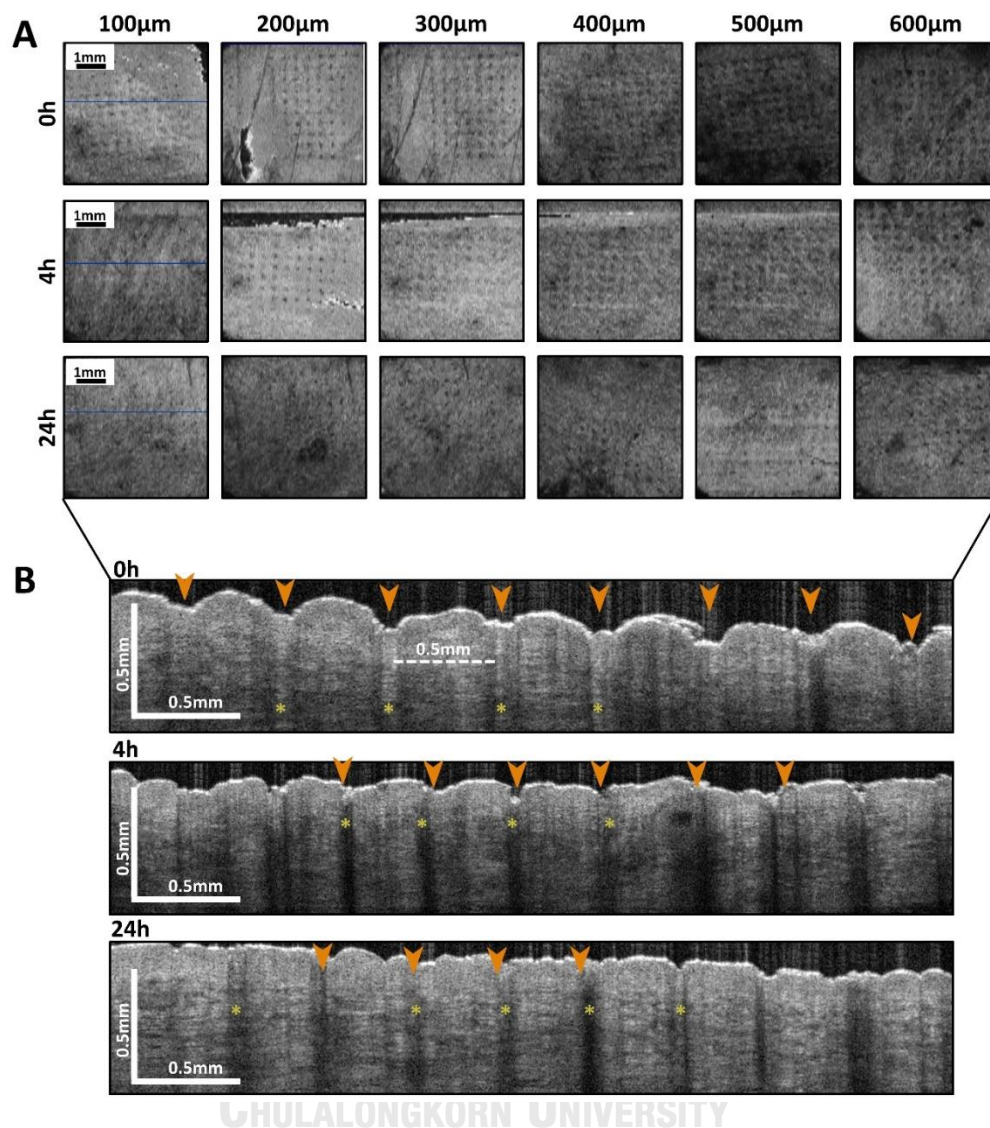 100µm 200µm 300µm 400µm 500µm 600µm
A
1mm
0h
1mm
4h
1mm
24h
B
0h
0.5mm
0.5mm
0.5mm
* * * *
4h
* * * *
0.5mm
0.5mm
24h
* * * * *
0.5mm
0.5mm
CHULALONGKORN UNIVERSITY